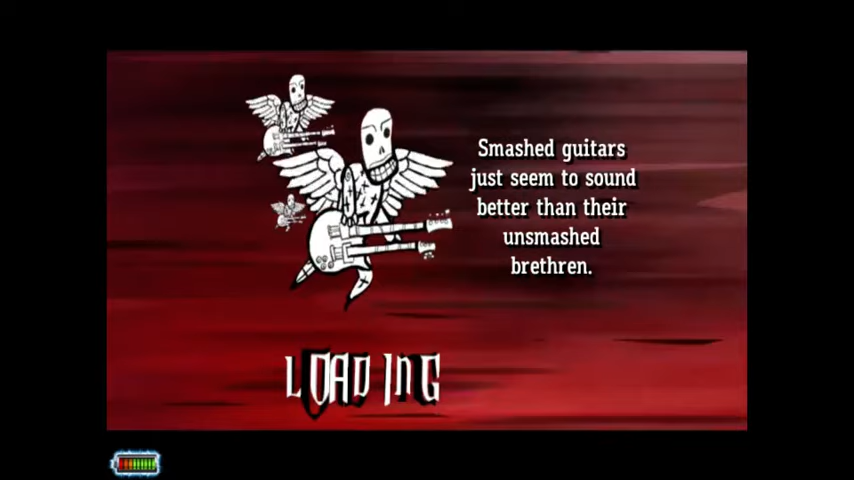 Smashed guitars
just seem to sound
better than their
unsmashed
brethren.
LOADING